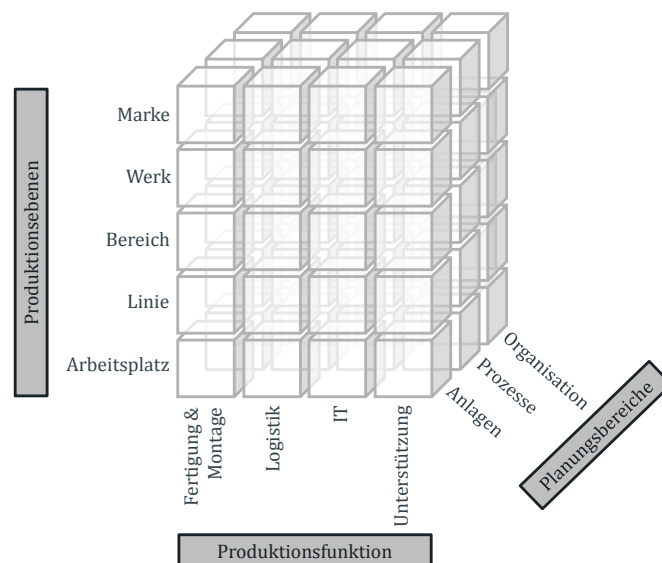 Produktionsebenen
Marke
Werk
Bereich
Linie
Arbeitsplatz
Fertigung &
Montage
Logistik
IT
Unterstützung
Anlagen
Prozesse
Organisation
Planungsbereiche
Produktionsfunktion